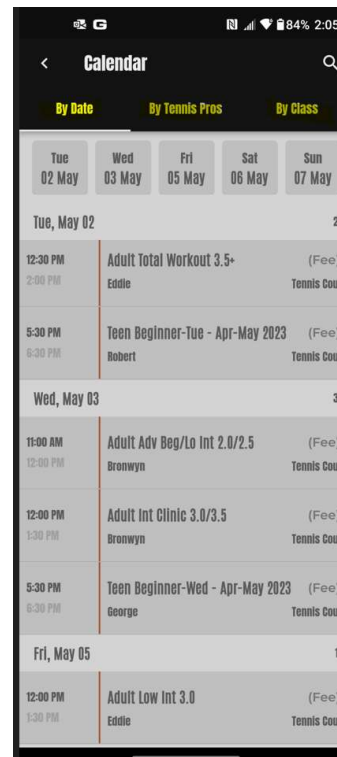 G 84% 2:05
Calendar
By Date By Tennis Pros By Class
Tue Wed Fri Sat Sun
02 May 03 May 05 May 06 May 07 May
Tue, May 02 2
12:30 PM Adult Total Workout 3.5+ (Fee)
2:00 PM Eddie Tennis Cou
5:30 PM Teen Beginner-Tue - Apr-May 2023 (Fee)
6:30 PM Robert Tennis Cou
Wed, May 03 3
11:00 AM Adult Adv Beg/Lo Int 2.0/2.5 (Fee)
12:00 PM Bronwyn Tennis Cou
12:00 PM Adult Int Clinic 3.0/3.5 (Fee)
1:30 PM Bronwyn Tennis Cou
5:30 PM Teen Beginner-Wed - Apr-May 2023 (Fee)
6:30 PM George Tennis Cou
Fri, May 05 1
12:00 PM Adult Low Int 3.0 (Fee)
1:30 PM Eddie Tennis Cou